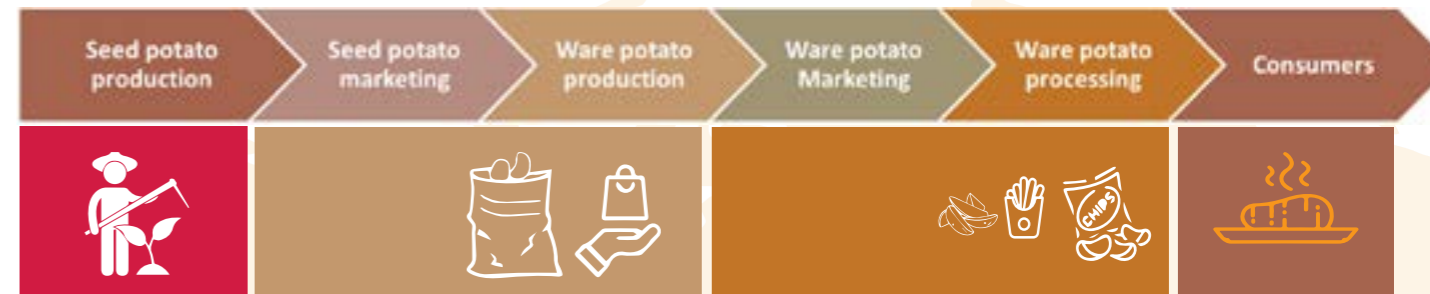 Seed potato
production
Seed potato
marketing
Ware potato
production
Ware potato
Marketing
Ware potato
processing
Consumers
CHIPS